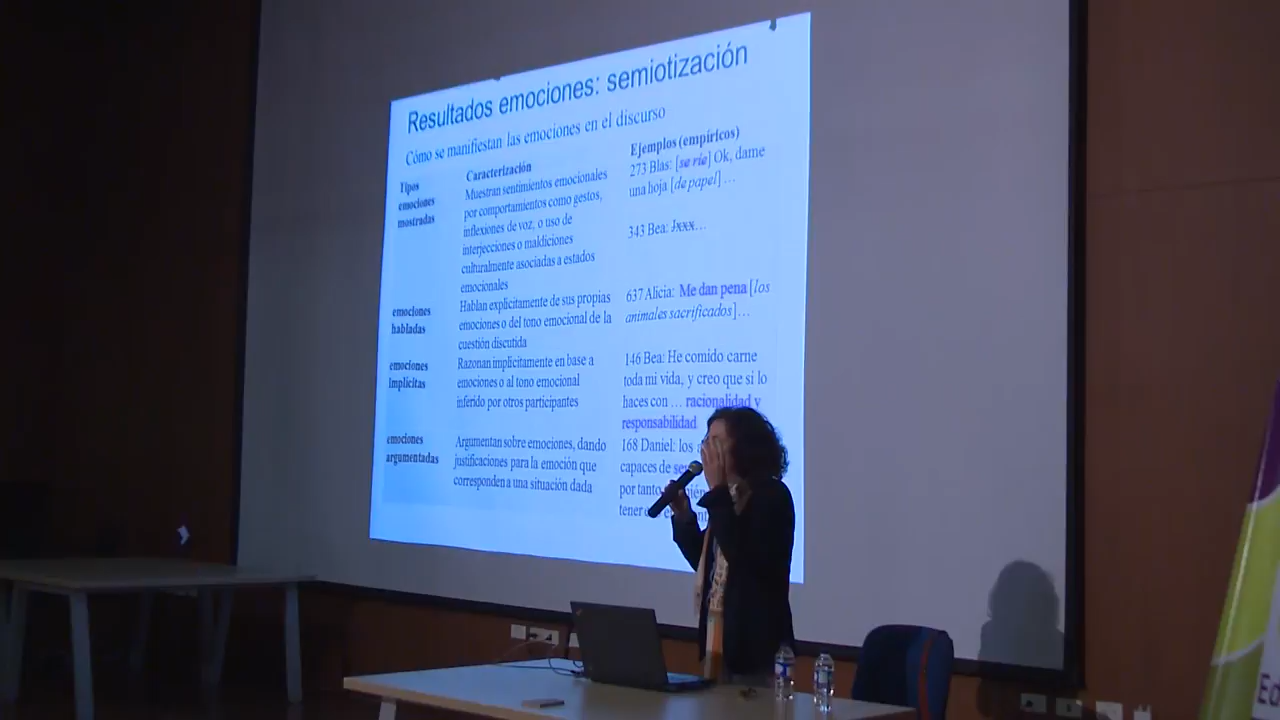 Resultados emociones: semiotización
Cómo se manifiestan las emociones en el discurso
Tipos
Caracterización
Ejemplos (empíricos)
emociones
mostradas
Muestran sentimientos emocionales
por comportamientos como gestos,
inflexiones de voz, o uso de
interjecciones o maldiciones
culturalmente asociadas a estados
emocionales
273 Blas: [se ríe] Ok, dame
una hoja [de papel] ...
343 Bea: Jxxx...
emociones
habladas
Hablan explícitamente de sus propias
emociones o del tono emocional de la
cuestión discutida
637 Alicia: Me dan pena [los
animales sacrificados]...
emociones
implícitas
Razonan implícitamente en base a
emociones o al tono emocional
inferido por otros participantes
146 Bea: He comido carne
toda mi vida, y creo que si lo
haces con ... racionalidad y
responsabilidad
emociones
argumentadas
Argumentan sobre emociones, dando
justificaciones para la emoción que
corresponden a una situación dada
168 Daniel: los
capaces de
por tanto
tener